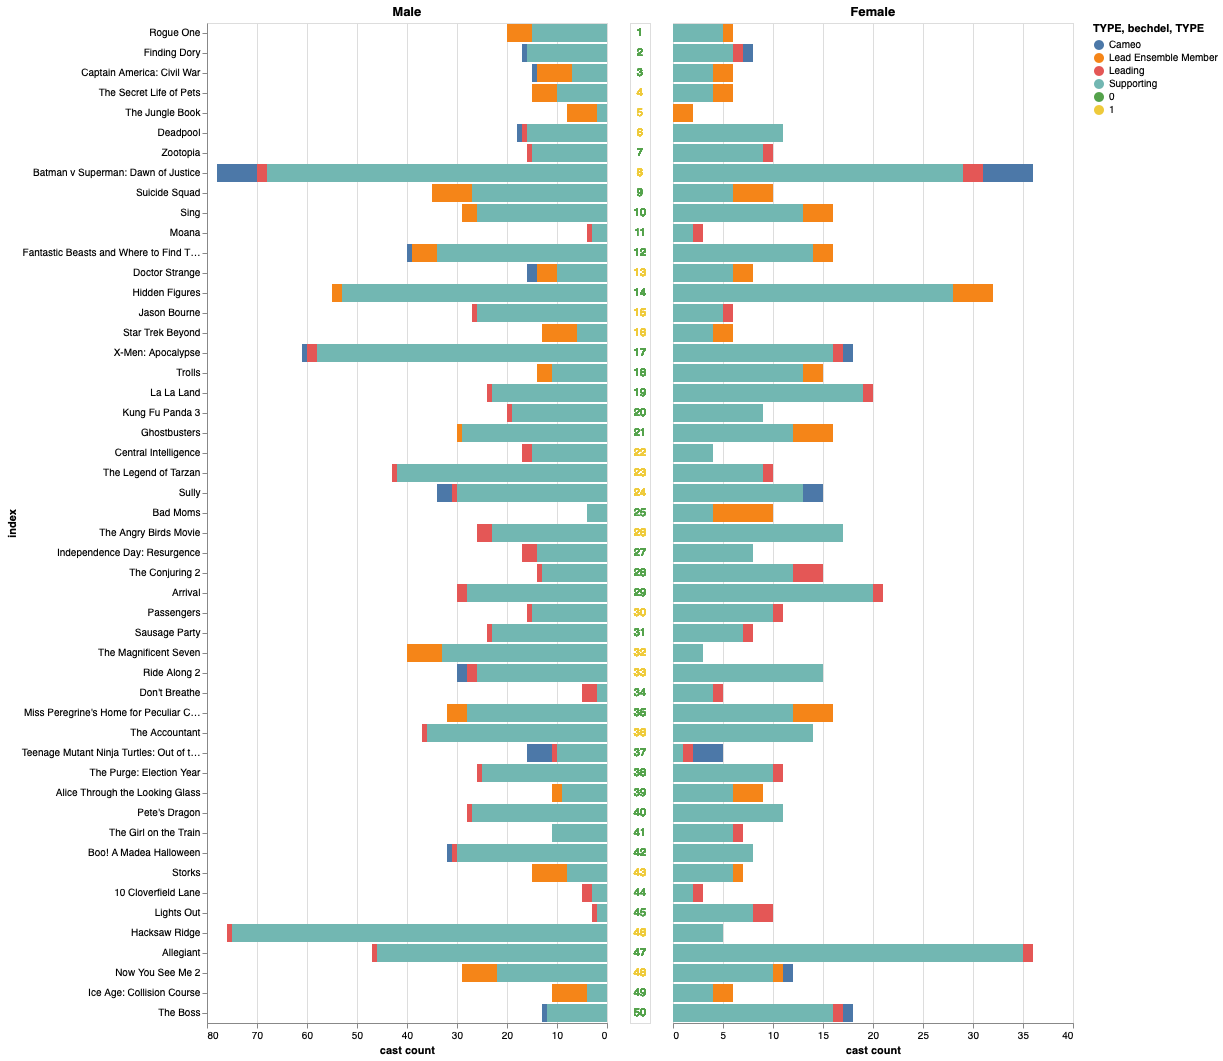 Male
Female
TYPE, bechdel, TYPE
Cameo
Lead Ensemble Member
Leading
Supporting
0
1
index
Rogue One 1
Finding Dory 2
Captain America: Civil War 3
The Secret Life of Pets 4
The Jungle Book 5
Deadpool 6
Zootopia 7
Batman v Superman: Dawn of Justice 8
Suicide Squad 9
Sing 10
Moana 11
Fantastic Beasts and Where to Find T… 12
Doctor Strange 13
Hidden Figures 14
Jason Bourne 15
Star Trek Beyond 16
X-Men: Apocalypse 17
Trolls 18
La La Land 19
Kung Fu Panda 3 20
Ghostbusters 21
Central Intelligence 22
The Legend of Tarzan 23
Sully 24
Bad Moms 25
The Angry Birds Movie 26
Independence Day: Resurgence 27
The Conjuring 2 28
Arrival 29
Passengers 30
Sausage Party 31
The Magnificent Seven 32
Ride Along 2 33
Don't Breathe 34
Miss Peregrine's Home for Peculiar C… 35
The Accountant 36
Teenage Mutant Ninja Turtles: Out of t… 37
The Purge: Election Year 38
Alice Through the Looking Glass 39
Pete's Dragon 40
The Girl on the Train 41
Boo! A Madea Halloween 42
Storks 43
10 Cloverfield Lane 44
Lights Out 45
Hacksaw Ridge 46
Allegiant 47
Now You See Me 2 48
Ice Age: Collision Course 49
The Boss 50
80 70 60 50 40 30 20 10 0
0 5 10 15 20 25 30 35 40
cast count
cast count